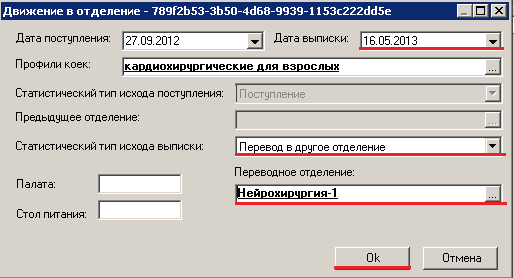 Движение в отделение - 789f2b53-3b50-4d68-9939-1153c222dd5e
Дата поступления: 27.09.2012 Дата выписки: 16.05.2013
Профили коек: кардиохирургические для взрослых ...
Статистический тип исхода поступления: Поступление
Предыдущее отделение: ...
Статистический тип исхода выписки: Перевод в другое отделение
Переводное отделение:
Палата: Нейрохирургия-1 ...
Стол питания:
Ok Отмена